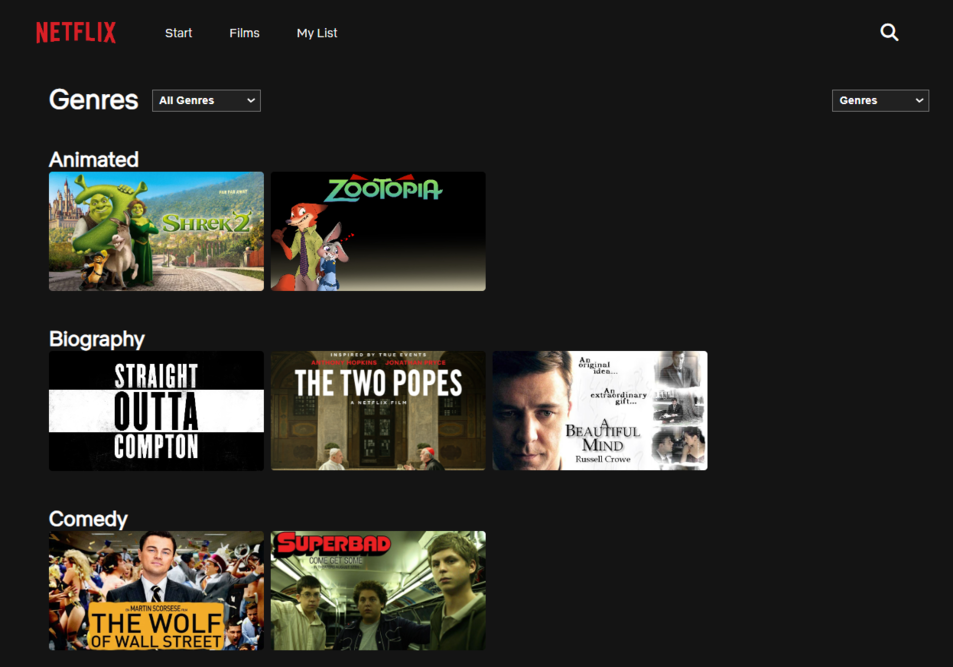 NETFLIX Start Films My List
Genres All Genres Genres
Animated
SHREK 2
ZOOTOPIA
Biography
STRAIGHT
OUTTA
COMPTON
INSPIRED BY TRUE EVENTS
ANTHONY HOPKINS JONATHAN PRYCE
THE TWO POPES
A NETFLIX FILM
An
original
idea...
An
extraordinary
gift...
A
BEAUTIFUL
MIND
Russell Crowe
Comedy
MARTIN SCORSESE
THE WOLF
OF WALL STREET
SUPERBAD
COME GET SOME